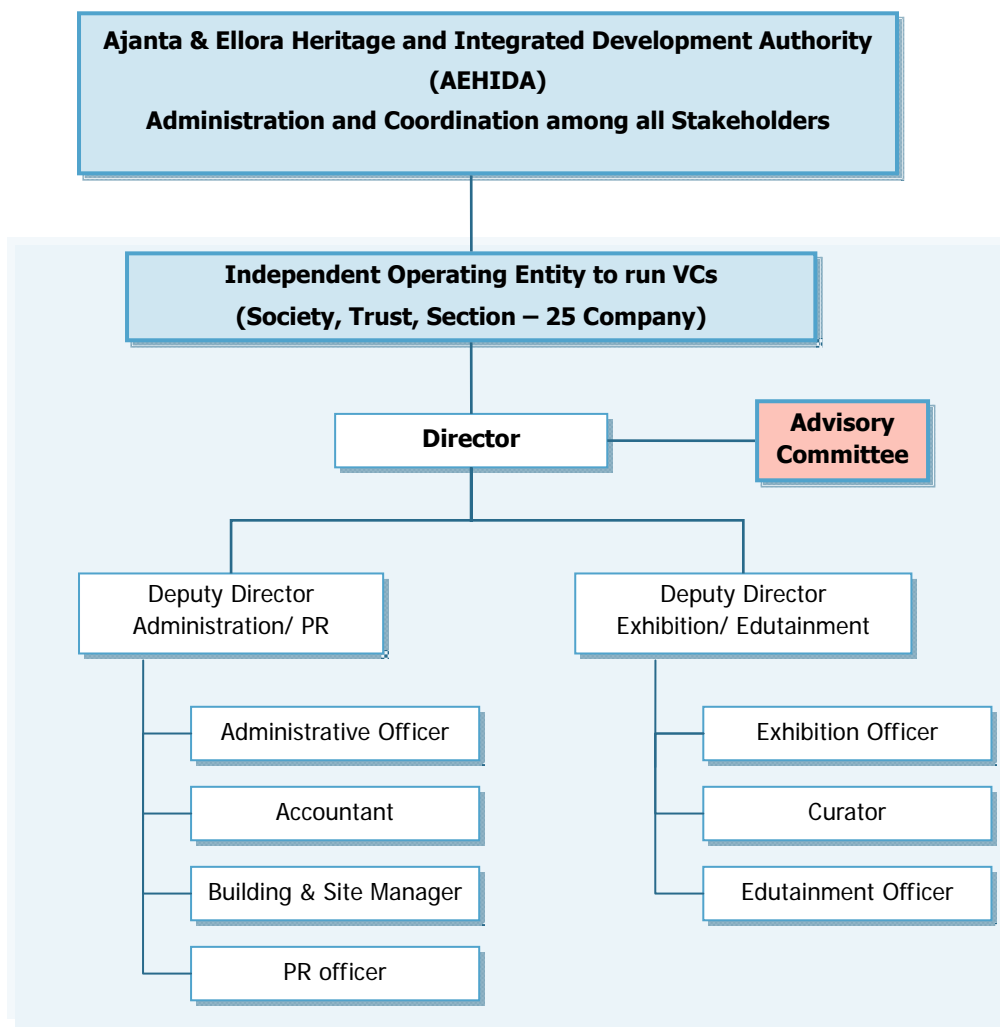 Ajanta & Ellora Heritage and Integrated Development Authority
(AEHIDA)
Administration and Coordination among all Stakeholders
Independent Operating Entity to run VCs
(Society, Trust, Section – 25 Company)
Director
Advisory
Committee
Deputy Director
Administration/ PR
Deputy Director
Exhibition/ Edutainment
Administrative Officer
Accountant
Building & Site Manager
PR officer
Exhibition Officer
Curator
Edutainment Officer